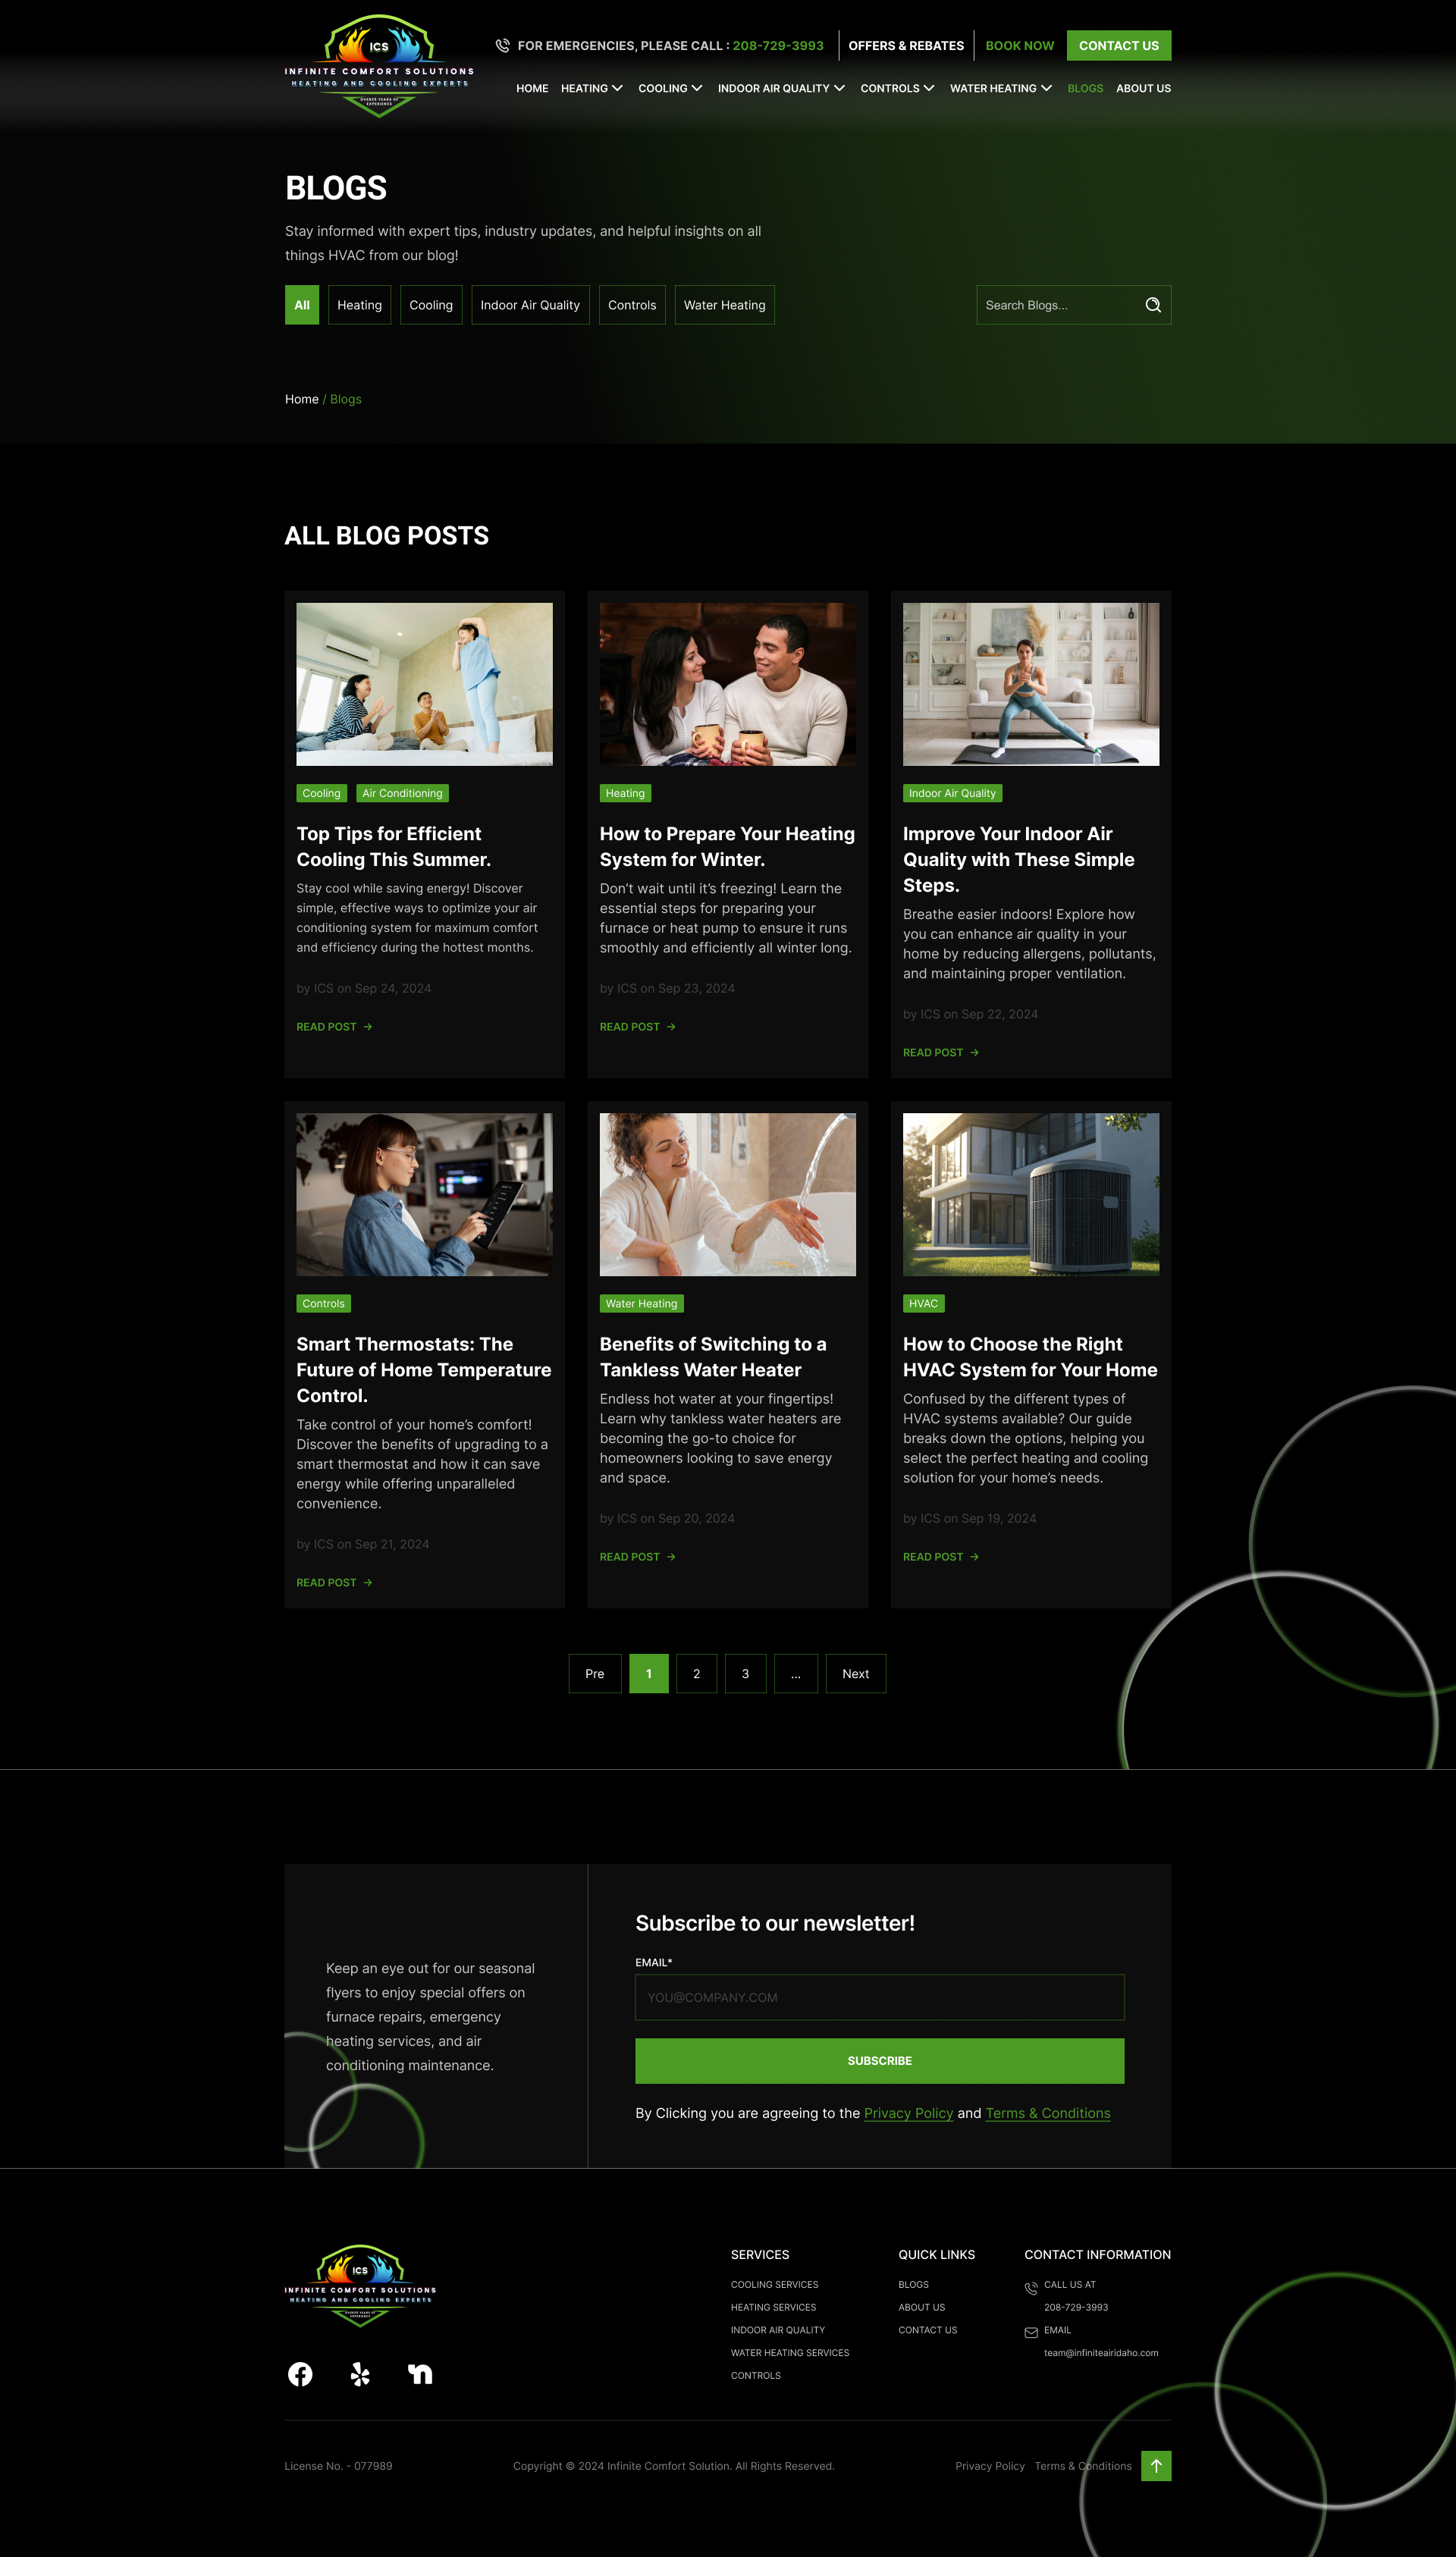 ICS
INFINITE COMFORT SOLUTIONS
HEATING AND COOLING EXPERTS
FOR EMERGENCIES, PLEASE CALL : 208-729-3993
OFFERS & REBATES
BOOK NOW
CONTACT US
HOME
HEATING
COOLING
INDOOR AIR QUALITY
CONTROLS
WATER HEATING
BLOGS
ABOUT US
BLOGS
Stay informed with expert tips, industry updates, and helpful insights on all
things HVAC from our blog!
All
Heating
Cooling
Indoor Air Quality
Controls
Water Heating
Search Blogs...
Home / Blogs
ALL BLOG POSTS
Cooling
Air Conditioning
Top Tips for Efficient
Cooling This Summer.
Stay cool while saving energy! Discover
simple, effective ways to optimize your air
conditioning system for maximum comfort
and efficiency during the hottest months.
by ICS on Sep 24, 2024
READ POST
Heating
How to Prepare Your Heating
System for Winter.
Don’t wait until it’s freezing! Learn the
essential steps for preparing your
furnace or heat pump to ensure it runs
smoothly and efficiently all winter long.
by ICS on Sep 23, 2024
READ POST
Indoor Air Quality
Improve Your Indoor Air
Quality with These Simple
Steps.
Breathe easier indoors! Explore how
you can enhance air quality in your
home by reducing allergens, pollutants,
and maintaining proper ventilation.
by ICS on Sep 22, 2024
READ POST
Controls
Smart Thermostats: The
Future of Home Temperature
Control.
Take control of your home’s comfort!
Discover the benefits of upgrading to a
smart thermostat and how it can save
energy while offering unparalleled
convenience.
by ICS on Sep 21, 2024
READ POST
Water Heating
Benefits of Switching to a
Tankless Water Heater
Endless hot water at your fingertips!
Learn why tankless water heaters are
becoming the go-to choice for
homeowners looking to save energy
and space.
by ICS on Sep 20, 2024
READ POST
HVAC
How to Choose the Right
HVAC System for Your Home
Confused by the different types of
HVAC systems available? Our guide
breaks down the options, helping you
select the perfect heating and cooling
solution for your home’s needs.
by ICS on Sep 19, 2024
READ POST
Pre
1
2
3
...
Next
Keep an eye out for our seasonal
flyers to enjoy special offers on
furnace repairs, emergency
heating services, and air
conditioning maintenance.
Subscribe to our newsletter!
EMAIL*
YOU@COMPANY.COM
SUBSCRIBE
By Clicking you are agreeing to the Privacy Policy and Terms & Conditions
ICS
INFINITE COMFORT SOLUTIONS
HEATING AND COOLING EXPERTS
SERVICES
COOLING SERVICES
HEATING SERVICES
INDOOR AIR QUALITY
WATER HEATING SERVICES
CONTROLS
QUICK LINKS
BLOGS
ABOUT US
CONTACT US
CONTACT INFORMATION
CALL US AT
208-729-3993
EMAIL
team@infiniteairidaho.com
License No. - 077989
Copyright © 2024 Infinite Comfort Solution. All Rights Reserved.
Privacy Policy
Terms & Conditions